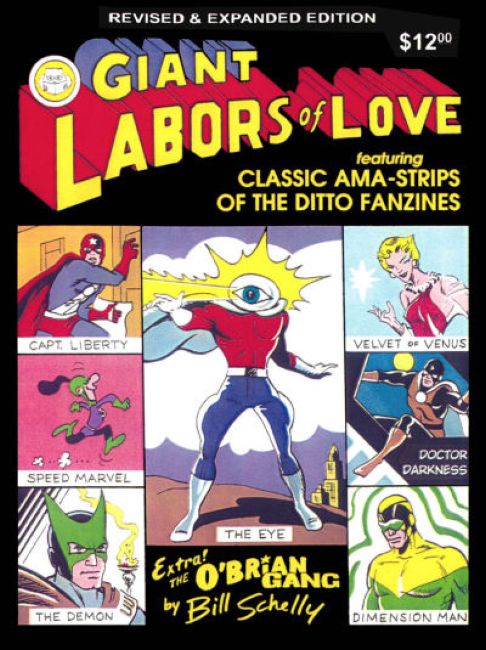 REVISED & EXPANDED EDITION
$12.00
GIANT
LABORS of LOVE
featuring
CLASSIC AMA-STRIPS
OF THE DITTO FANZINES
CAPT. LIBERTY
VELVET OF VENUS
SPEED MARVEL
DOCTOR
DARKNESS
THE EYE
THE DEMON
Extra!
THE O'BRIAN
GANG
by Bill Schelly
DIMENSION MAN